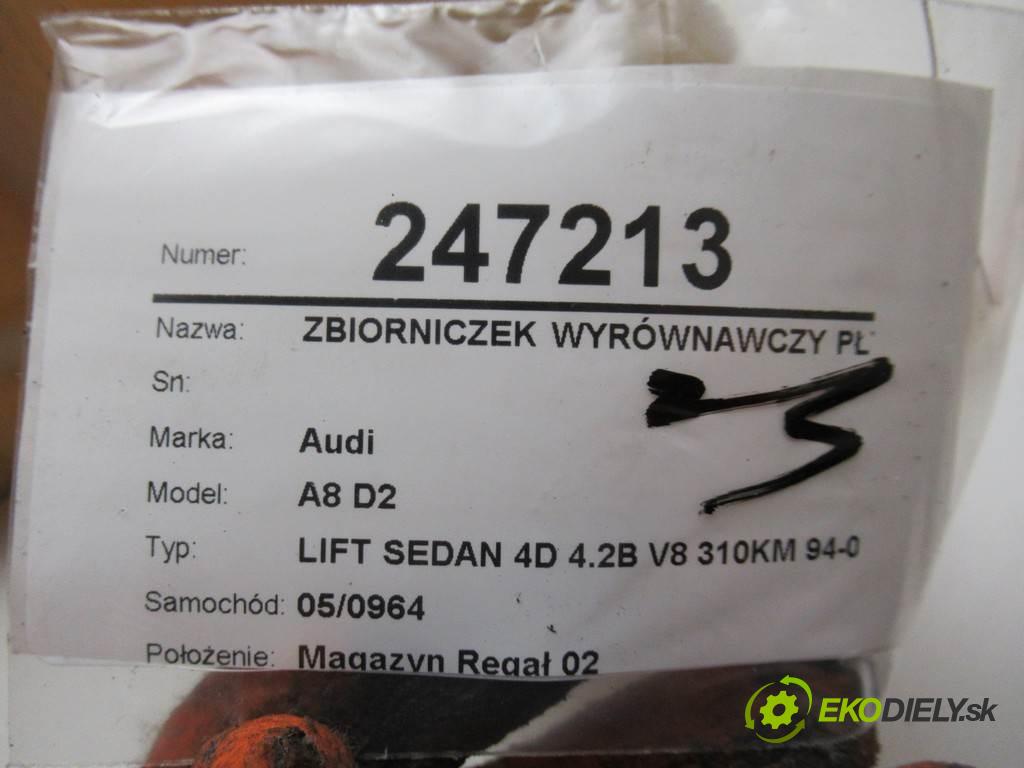 Numer: 247213
Nazwa: ZBIORNICZEK WYRÓWNAWCZY PŁ
Sn:
Marka: Audi
Model: A8 D2
Typ: LIFT SEDAN 4D 4.2B V8 310KM 94-0
Samochód: 05/0964
Położenie: Magazyn Regał 02
EKODIELY.sk